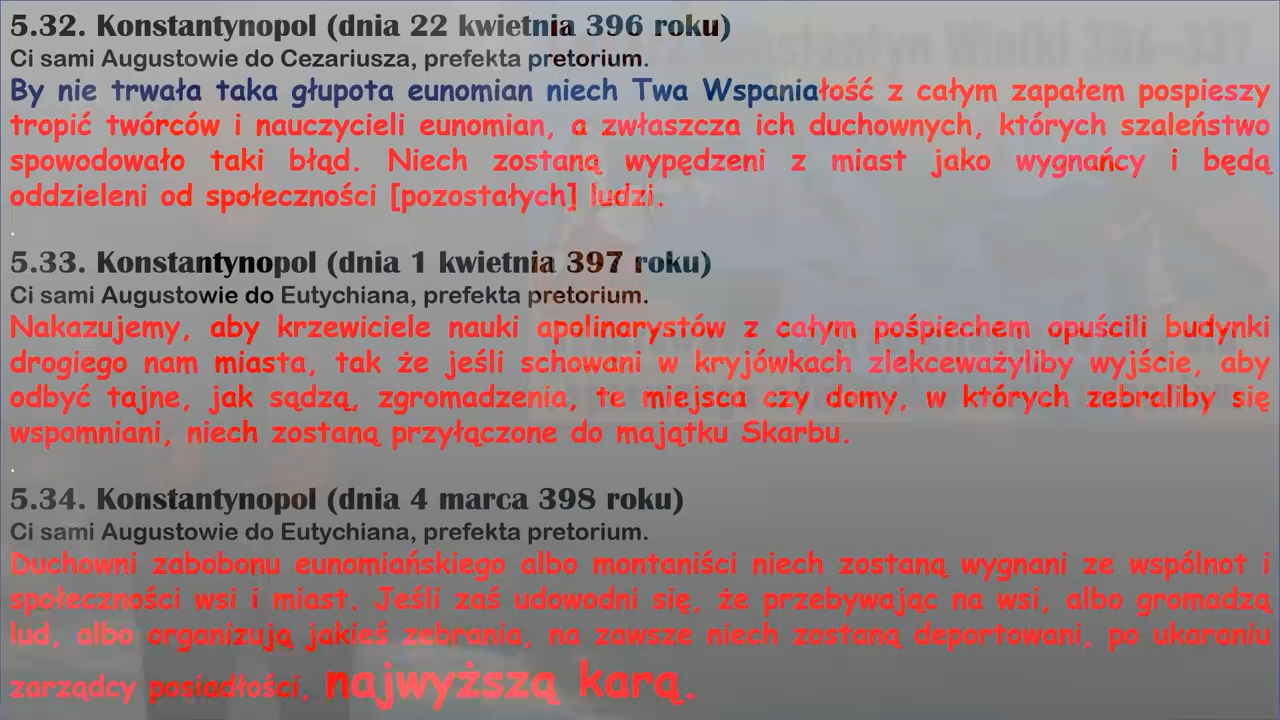 5.32. Konstantynopol (dnia 22 kwietnia 396 roku)
Ci sami Augustowie do Cezariusza, prefekta pretorium.
By nie trwała taka głupota eunomian niech Twa Wspaniałość z całym zapałem pospieszy
tropić twórców i nauczycieli eunomian, a zwłaszcza ich duchownych, których szaleństwo
spowodowało taki błąd. Niech zostaną wypędzeni z miast jako wygnańcy i będą
oddzieleni od społeczności [pozostałych] ludzi.
.
5.33. Konstantynopol (dnia 1 kwietnia 397 roku)
Ci sami Augustowie do Eutychiana, prefekta pretorium.
Nakazujemy, aby krzewiciele nauki apolinarystów z całym pośpiechem opuścili budynki
drogiego nam miasta, tak że jeśli schowani w kryjówkach zlekceważyliby wyjście, aby
odbyć tajne, jak sądzą, zgromadzenia, te miejsca czy domy, w których zebraliby się
wspomniani, niech zostaną przyłączone do majątku Skarbu.
.
5.34. Konstantynopol (dnia 4 marca 398 roku)
Ci sami Augustowie do Eutychiana, prefekta pretorium.
Duchowni zabobonu eunomiańskiego albo montaniści niech zostaną wygnani ze wspólnot i
społeczności wsi i miast. Jeśli zaś udowodni się, że przebywając na wsi, albo gromadzą
lud, albo organizują jakieś zebrania, na zawsze niech zostaną deportowani, po ukaraniu
zarządcy posiadłości, najwyższą karą.